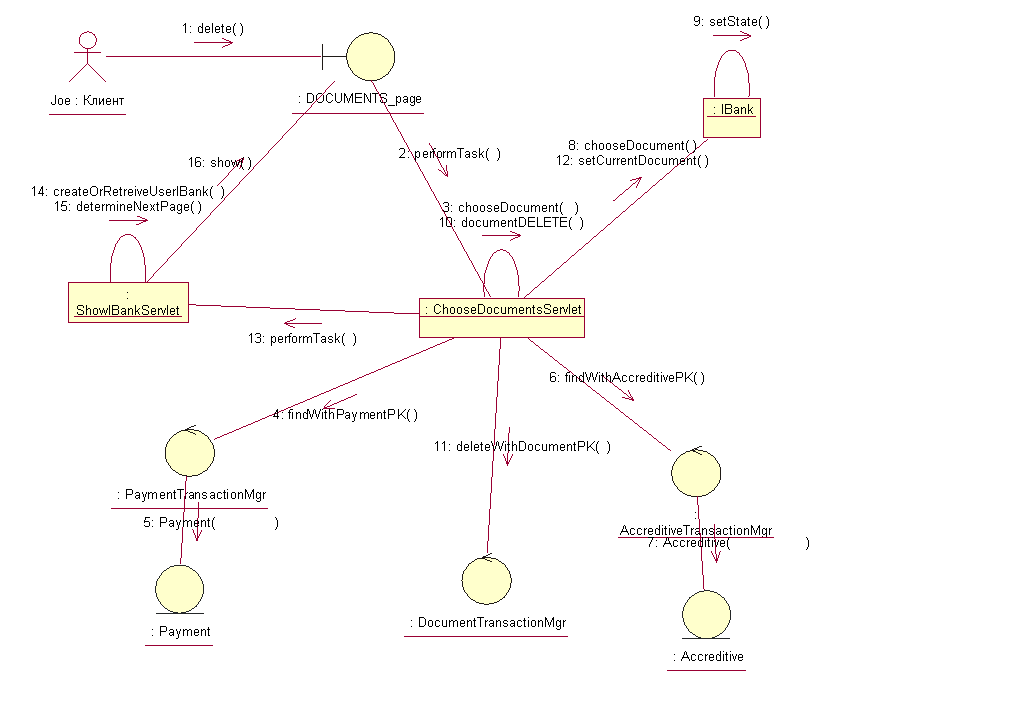 9: setState( )
1: delete( )
Joe : Клиент
: DOCUMENTS_page
: IBank
8: chooseDocument( )
12: setCurrentDocument( )
2: performTask( )
16: show( )
14: createOrRetreiveUserIBank( )
15: determineNextPage( )
3: chooseDocument( )
10: documentDELETE( )
:
ShowIBankServlet
: ChooseDocumentsServlet
13: performTask( )
6: findWithAccreditivePK( )
4: findWithPaymentPK( )
11: deleteWithDocumentPK( )
: PaymentTransactionMgr
5: Payment( )
:
AccreditiveTransactionMgr
7: Accreditive( )
: Payment
: DocumentTransactionMgr
: Accreditive